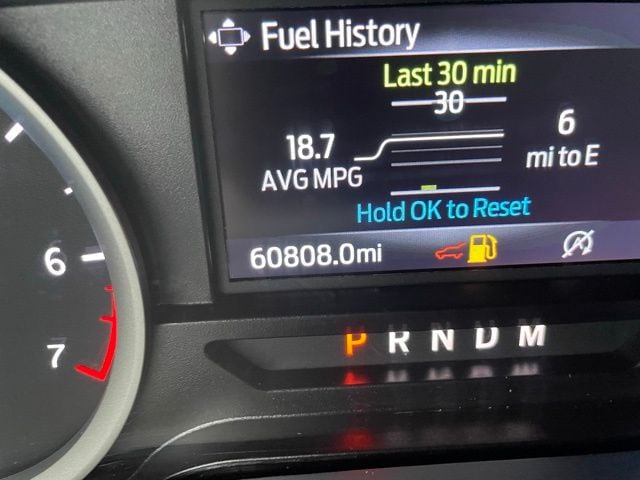 Fuel History
Last 30 min
30
18.7
AVG MPG
6
mi to E
Hold OK to Reset
60808.0mi
6
7
P R N D M